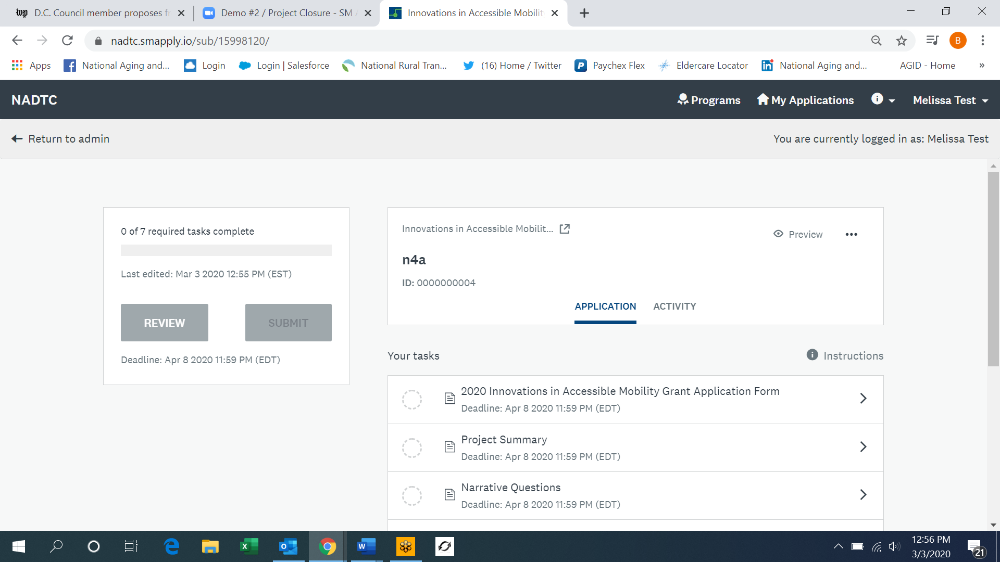 D.C. Council member proposes fr
Demo #2 / Project Closure - SM A
Innovations in Accessible Mobility
nadtc.smapply.io/sub/15998120/
B
Apps
National Aging and...
Login
Login | Salesforce
National Rural Tran...
(16) Home / Twitter
Paychex Flex
Eldercare Locator
National Aging and...
AGID - Home
»
NADTC
Programs
My Applications
Melissa Test
Return to admin
You are currently logged in as: Melissa Test
0 of 7 required tasks complete
Last edited: Mar 3 2020 12:55 PM (EST)
REVIEW
SUBMIT
Deadline: Apr 8 2020 11:59 PM (EDT)
Innovations in Accessible Mobilit...
Preview
n4a
ID: 0000000004
APPLICATION
ACTIVITY
Your tasks
Instructions
2020 Innovations in Accessible Mobility Grant Application Form
Deadline: Apr 8 2020 11:59 PM (EDT)
Project Summary
Deadline: Apr 8 2020 11:59 PM (EDT)
Narrative Questions
Deadline: Apr 8 2020 11:59 PM (EDT)
12:56 PM
3/3/2020
21